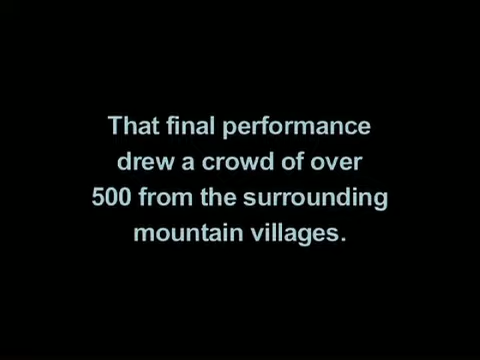 That final performance
drew a crowd of over
500 from the surrounding
mountain villages.